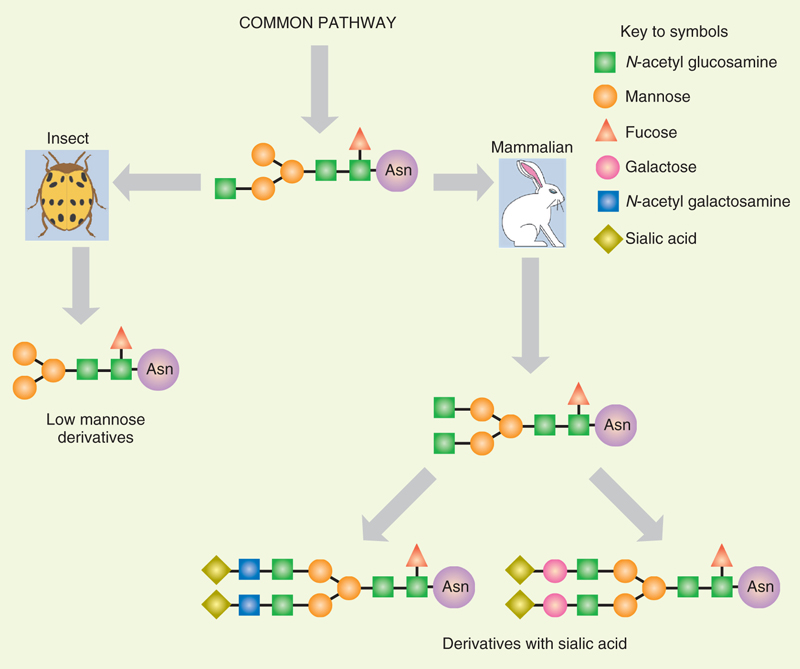 COMMON PATHWAY
Key to symbols
N-acetyl glucosamine
Mannose
Fucose
Galactose
N-acetyl galactosamine
Sialic acid
Insect
Asn
Mammalian
Asn
Low mannose
derivatives
Asn
Asn
Asn
Derivatives with sialic acid